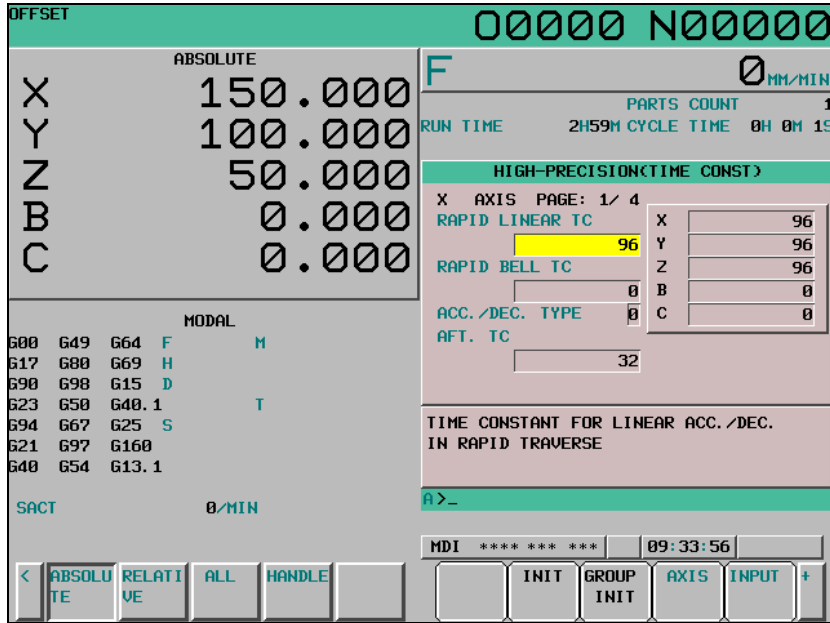 OFFSET
O0000 N00000
ABSOLUTE
X 150.000
Y 100.000
Z 50.000
B 0.000
C 0.000
F 0 MM/MIN
PARTS COUNT 1
RUN TIME 2H59M CYCLE TIME 0H 0M 1S
HIGH-PRECISION(TIME CONST)
X AXIS PAGE: 1/ 4
RAPID LINEAR TC
96
RAPID BELL TC
0
ACC./DEC. TYPE 0
AFT. TC
32
X 96
Y 96
Z 96
B 0
C 0
TIME CONSTANT FOR LINEAR ACC./DEC.
IN RAPID TRAVERSE
MODAL
G00 G49 G64 F M
G17 G80 G69 H
G90 G98 G15 D
G23 G50 G40.1 T
G94 G67 G25 S
G21 G97 G160
G40 G54 G13.1
SACT 0/MIN
A>_
MDI **** *** *** 09:33:56
< ABSOLU RELATI ALL HANDLE
TE VE
INIT GROUP AXIS INPUT +
INIT